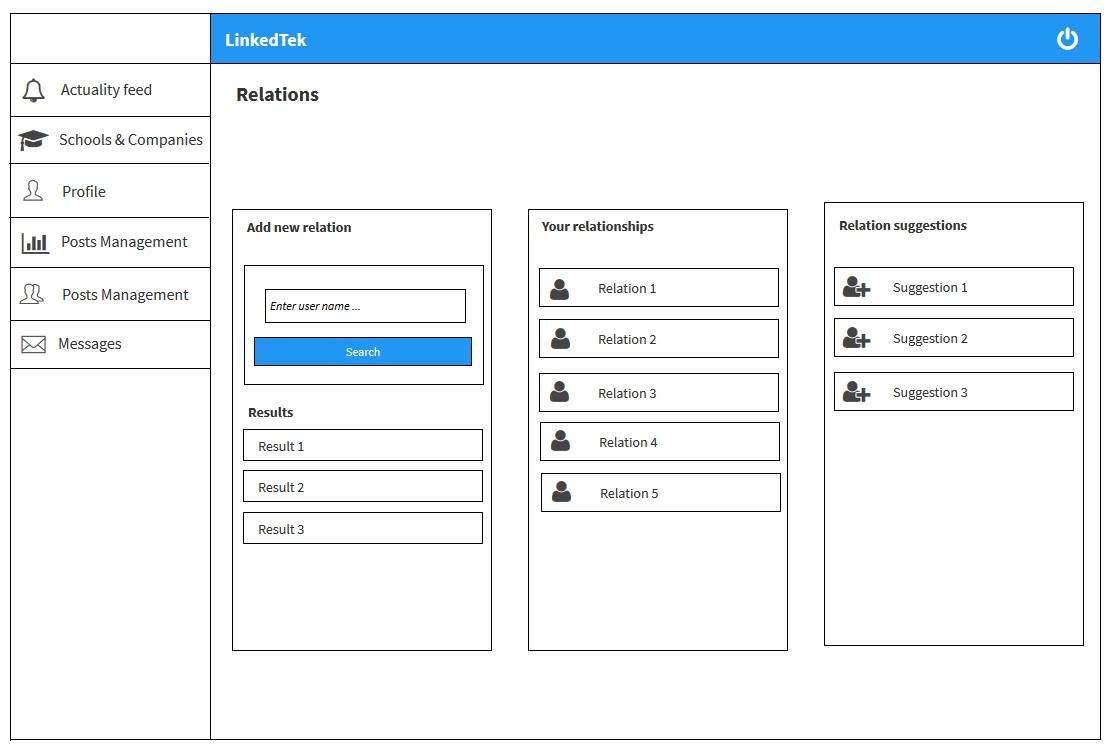 LinkedTek
Actuality feed
Schools & Companies
Profile
Posts Management
Posts Management
Messages
Relations
Add new relation
Enter user name ...
Search
Results
Result 1
Result 2
Result 3
Your relationships
Relation 1
Relation 2
Relation 3
Relation 4
Relation 5
Relation suggestions
Suggestion 1
Suggestion 2
Suggestion 3